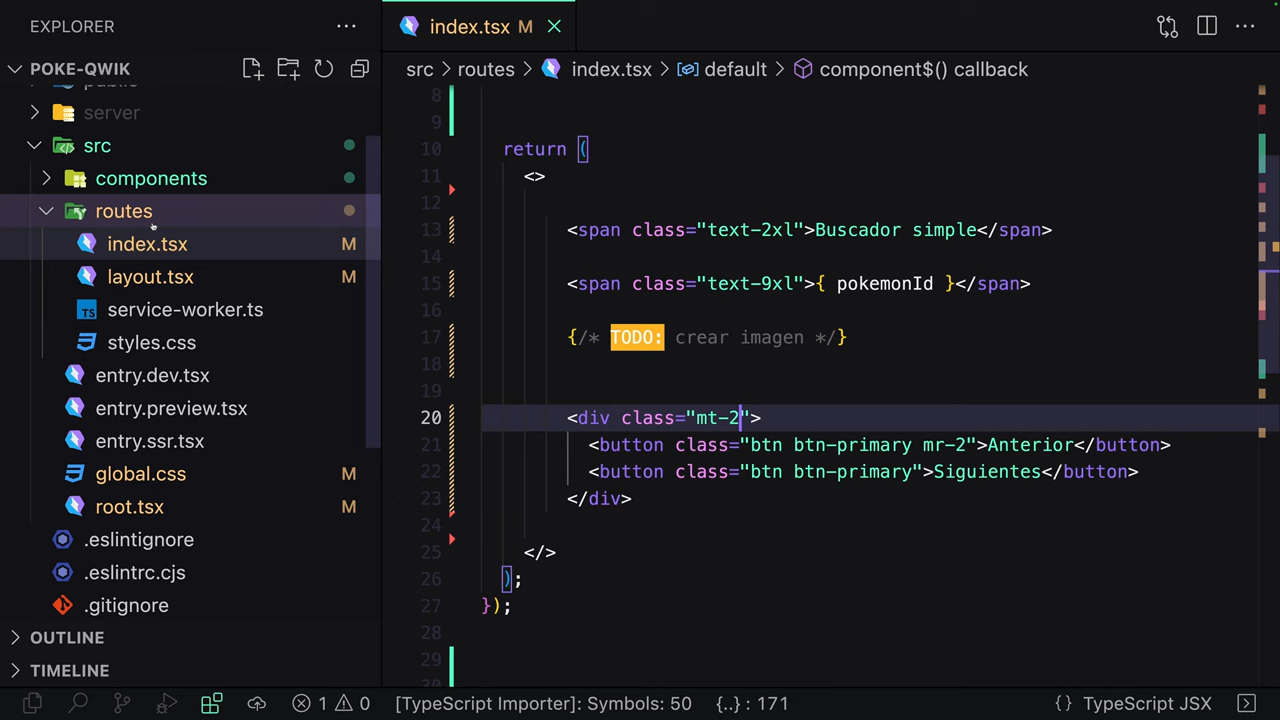 EXPLORER
POKE-QWIK
public
server
src
components
routes
index.tsx M
layout.tsx M
service-worker.ts
styles.css
entry.dev.tsx
entry.preview.tsx
entry.ssr.tsx
global.css M
root.tsx M
.eslintignore
.eslintrc.cjs
.gitignore
OUTLINE
TIMELINE
index.tsx M
src > routes > index.tsx > default > component$() callback
8
9
10 return (
11 <>
12
13 <span class="text-2xl">Buscador simple</span>
14
15 <span class="text-9xl">{ pokemonId }</span>
16
17 {/* TODO: crear imagen */}
18
19
20 <div class="mt-2">
21 <button class="btn btn-primary mr-2">Anterior</button>
22 <button class="btn btn-primary">Siguientes</button>
23 </div>
24
25 </>
26 );
27 });
28
29
1 0 [TypeScript Importer]: Symbols: 50 {..} : 171 { } TypeScript JSX